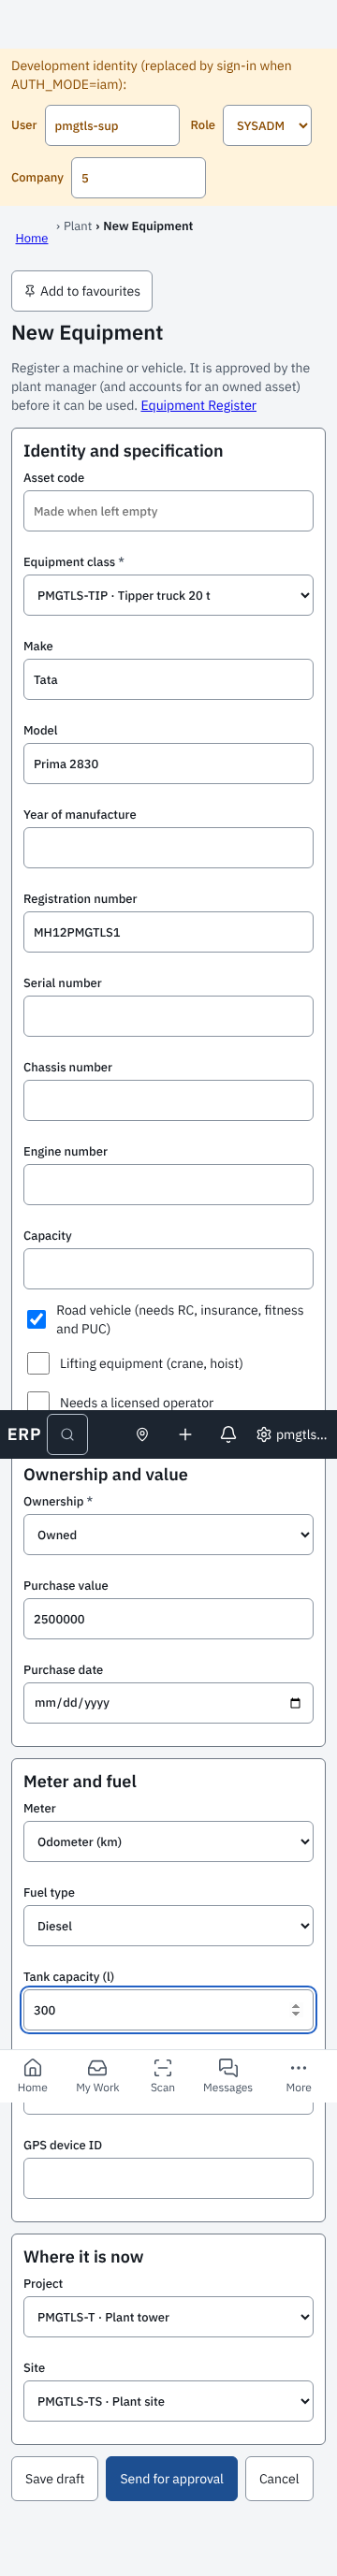 Development identity (replaced by sign-in when
AUTH_MODE=iam):
User pmgtls-sup Role SYSADM
Company 5
Home › Plant › New Equipment
Add to favourites
New Equipment
Register a machine or vehicle. It is approved by the
plant manager (and accounts for an owned asset)
before it can be used. Equipment Register
Identity and specification
Asset code
Made when left empty
Equipment class *
PMGTLS-TIP · Tipper truck 20 t
Make
Tata
Model
Prima 2830
Year of manufacture
Registration number
MH12PMGTLS1
Serial number
Chassis number
Engine number
Capacity
Road vehicle (needs RC, insurance, fitness
and PUC)
Lifting equipment (crane, hoist)
Needs a licensed operator
ERP pmgtls...
Ownership and value
Ownership *
Owned
Purchase value
2500000
Purchase date
mm/dd/yyyy
Meter and fuel
Meter
Odometer (km)
Fuel type
Diesel
Tank capacity (l)
300
Home My Work Scan Messages More
GPS device ID
Where it is now
Project
PMGTLS-T · Plant tower
Site
PMGTLS-TS · Plant site
Save draft Send for approval Cancel